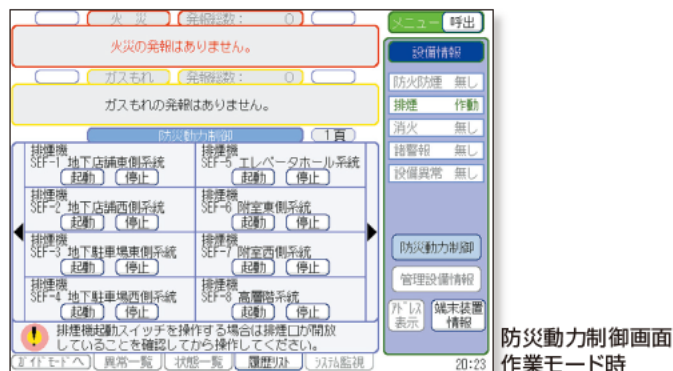 火 災 発報総数： 0
火災の発報はありません。
ガスもれ 発報総数： 0
ガスもれの発報はありません。
防災動力制御 1頁
排煙機
SEF-1 地下店舗東側系統
起動 停止
排煙機
SEF-5 エレベータホール系統
起動 停止
排煙機
SEF-2 地下店舗西側系統
起動 停止
排煙機
SEF-6 附室東側系統
起動 停止
排煙機
SEF-3 地下駐車場東側系統
起動 停止
排煙機
SEF-7 附室西側系統
起動 停止
排煙機
SEF-4 地下駐車場西側系統
起動 停止
排煙機
SEF-8 高層階系統
起動 停止
排煙機起動スイッチを操作する場合は排煙口が開放
していることを確認してから操作してください。
ガイドモードへ 異常一覧 状態一覧 履歴リスト システム監視
メニュー 呼出
設備情報
防火防煙 無し
排煙 作動
消火 無し
諸警報 無し
設備異常 無し
防災動力制御
管理設備情報
アドレス
表示
端末装置
情報
20:23
防災動力制御画面
作業モード時